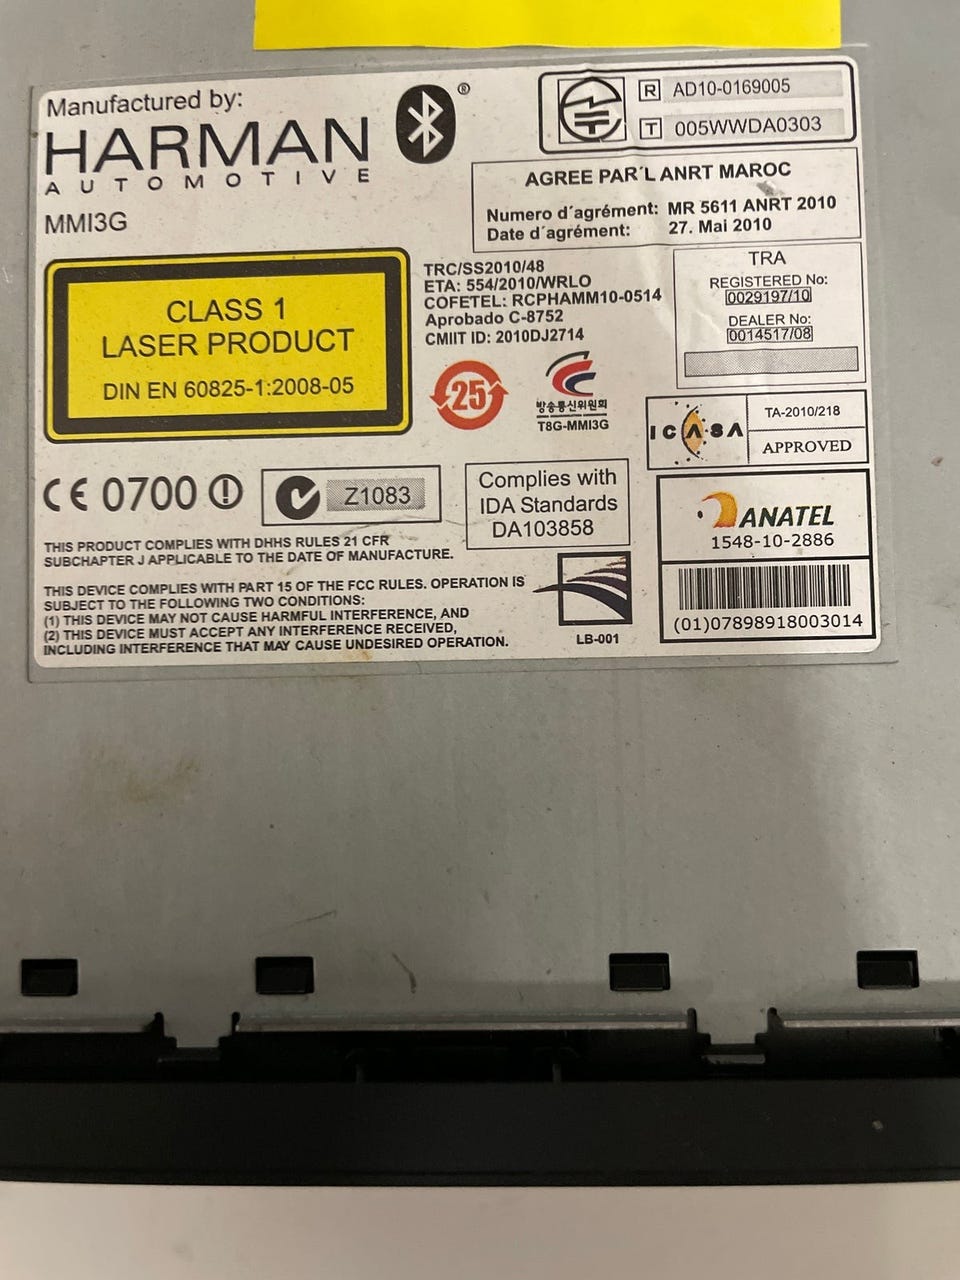 Manufactured by:
HARMAN
AUTOMOTIVE
MMI3G
®
R AD10-0169005
T 005WWDA0303
AGREE PAR´L ANRT MAROC
Numero d´agrément: MR 5611 ANRT 2010
Date d´agrément: 27. Mai 2010
CLASS 1
LASER PRODUCT
DIN EN 60825-1:2008-05
TRC/SS2010/48
ETA: 554/2010/WRLO
COFETEL: RCPHAMM10-0514
Aprobado C-8752
CMIIT ID: 2010DJ2714
TRA
REGISTERED No:
0029197/10
DEALER No:
0014517/08
25
방송통신위원회
T8G-MMI3G
ICASA
TA-2010/218
APPROVED
CE 0700
Z1083
Complies with
IDA Standards
DA103858
ANATEL
1548-10-2886
(01)07898918003014
THIS PRODUCT COMPLIES WITH DHHS RULES 21 CFR
SUBCHAPTER J APPLICABLE TO THE DATE OF MANUFACTURE.
THIS DEVICE COMPLIES WITH PART 15 OF THE FCC RULES. OPERATION IS
SUBJECT TO THE FOLLOWING TWO CONDITIONS:
(1) THIS DEVICE MAY NOT CAUSE HARMFUL INTERFERENCE, AND
(2) THIS DEVICE MUST ACCEPT ANY INTERFERENCE RECEIVED,
INCLUDING INTERFERENCE THAT MAY CAUSE UNDESIRED OPERATION.
LB-001